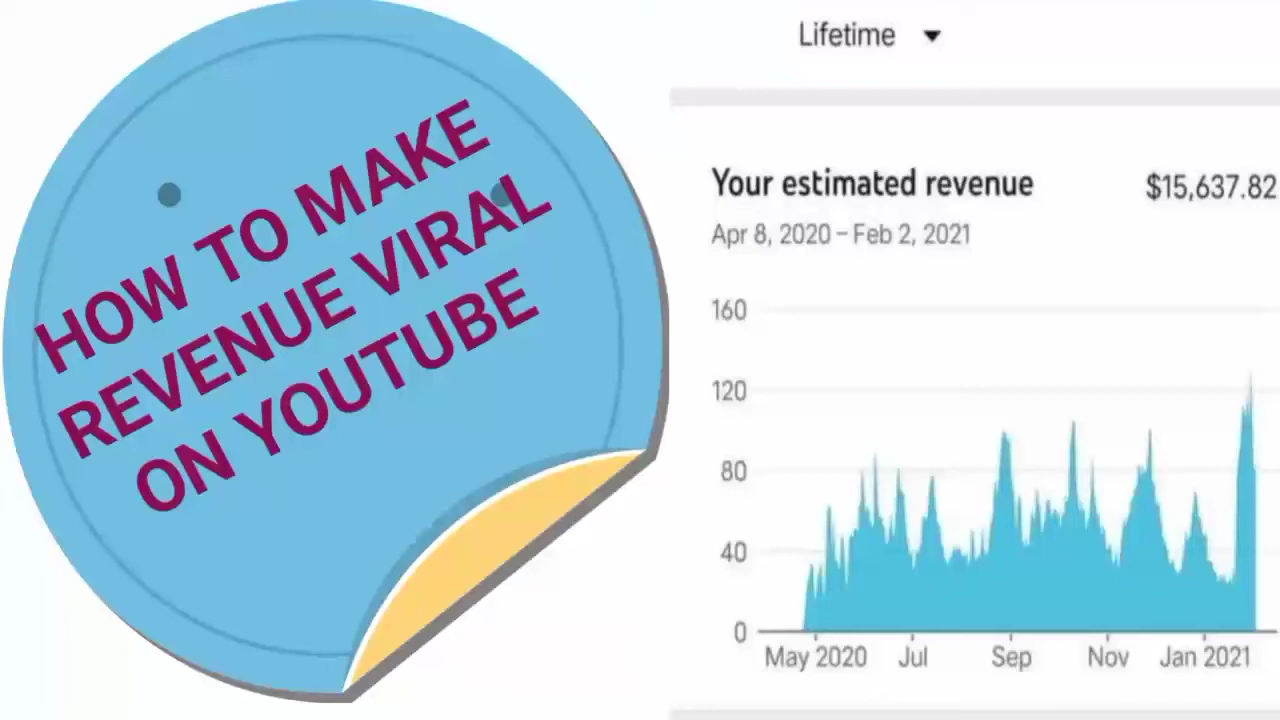 HOW TO MAKE
REVENUE VIRAL
ON YOUTUBE
Lifetime
Your estimated revenue $15,637.82
Apr 8, 2020 – Feb 2, 2021
160
120
80
40
0
May 2020 Jul Sep Nov Jan 2021